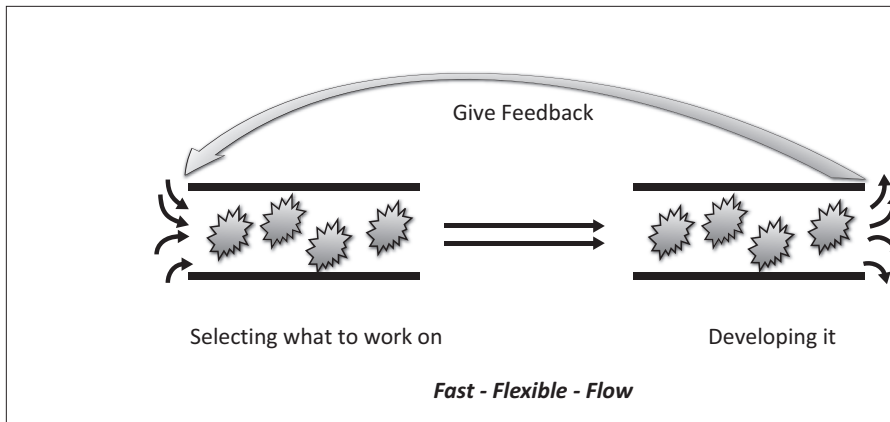 Give Feedback
Selecting what to work on
Developing it
Fast - Flexible - Flow